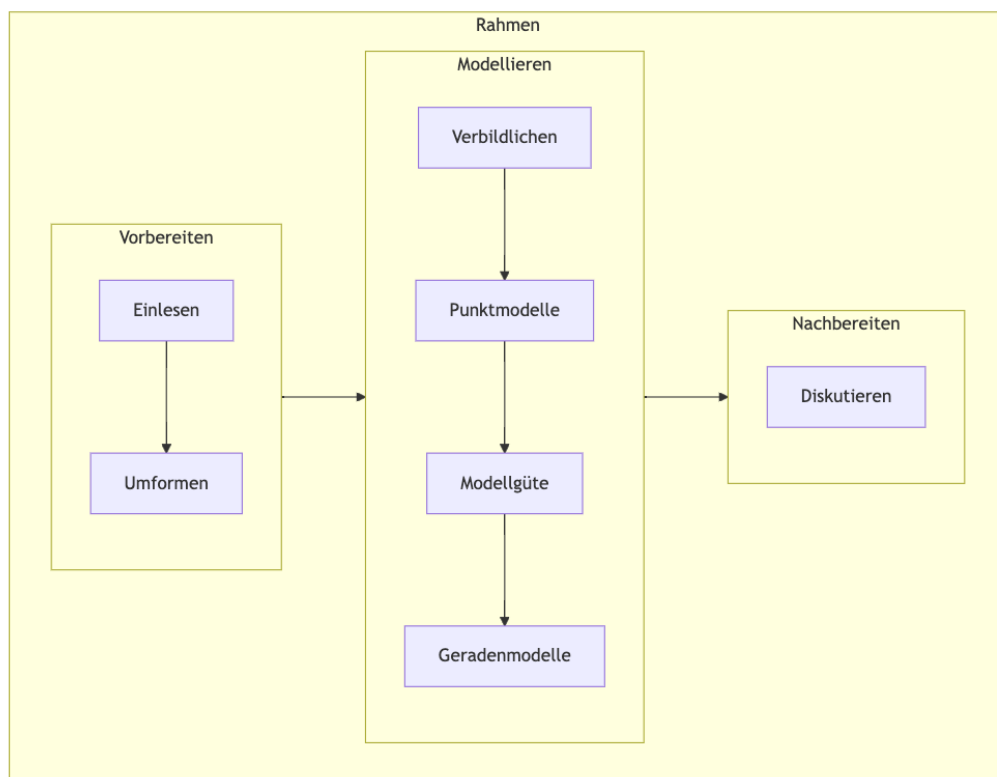 Rahmen
Vorbereiten
Einlesen
Umformen
Modellieren
Verbildlichen
Punktmodelle
Modellgüte
Geradenmodelle
Nachbereiten
Diskutieren